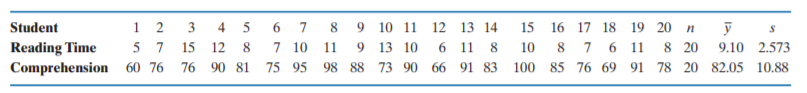 Student 1 2 3 4 5 6 7 8 9 10 11 12 13 14 15 16 17 18 19 20 n ȳ s
Reading Time 5 7 15 12 8 7 10 11 9 13 10 6 11 8 10 8 7 6 11 8 20 9.10 2.573
Comprehension 60 76 76 90 81 75 95 98 88 73 90 66 91 83 100 85 76 69 91 78 20 82.05 10.88